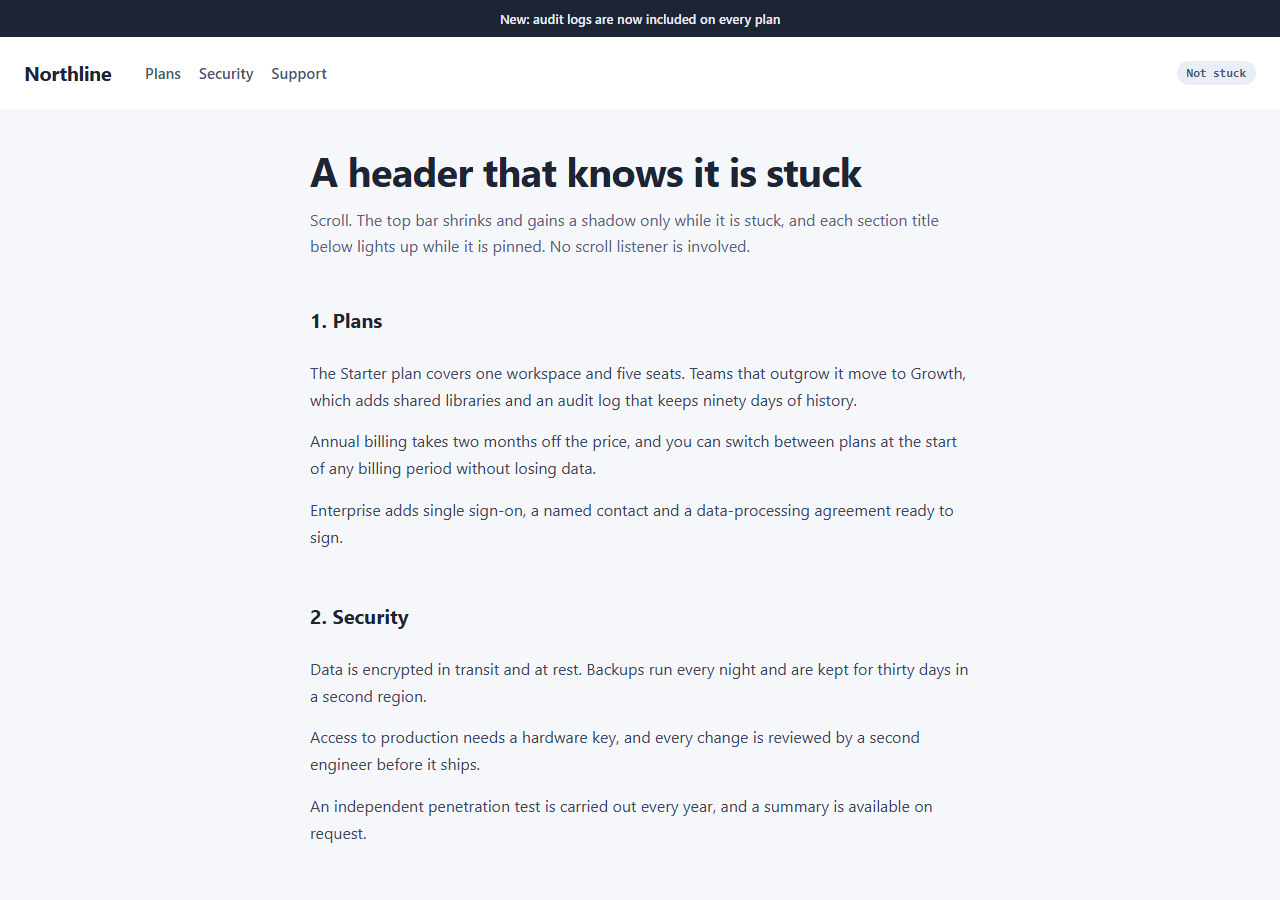 New: audit logs are now included on every plan
Northline
Plans
Security
Support
Not stuck
A header that knows it is stuck
Scroll. The top bar shrinks and gains a shadow only while it is stuck, and each section title
below lights up while it is pinned. No scroll listener is involved.
1. Plans
The Starter plan covers one workspace and five seats. Teams that outgrow it move to Growth,
which adds shared libraries and an audit log that keeps ninety days of history.
Annual billing takes two months off the price, and you can switch between plans at the start
of any billing period without losing data.
Enterprise adds single sign-on, a named contact and a data-processing agreement ready to
sign.
2. Security
Data is encrypted in transit and at rest. Backups run every night and are kept for thirty days in
a second region.
Access to production needs a hardware key, and every change is reviewed by a second
engineer before it ships.
An independent penetration test is carried out every year, and a summary is available on
request.